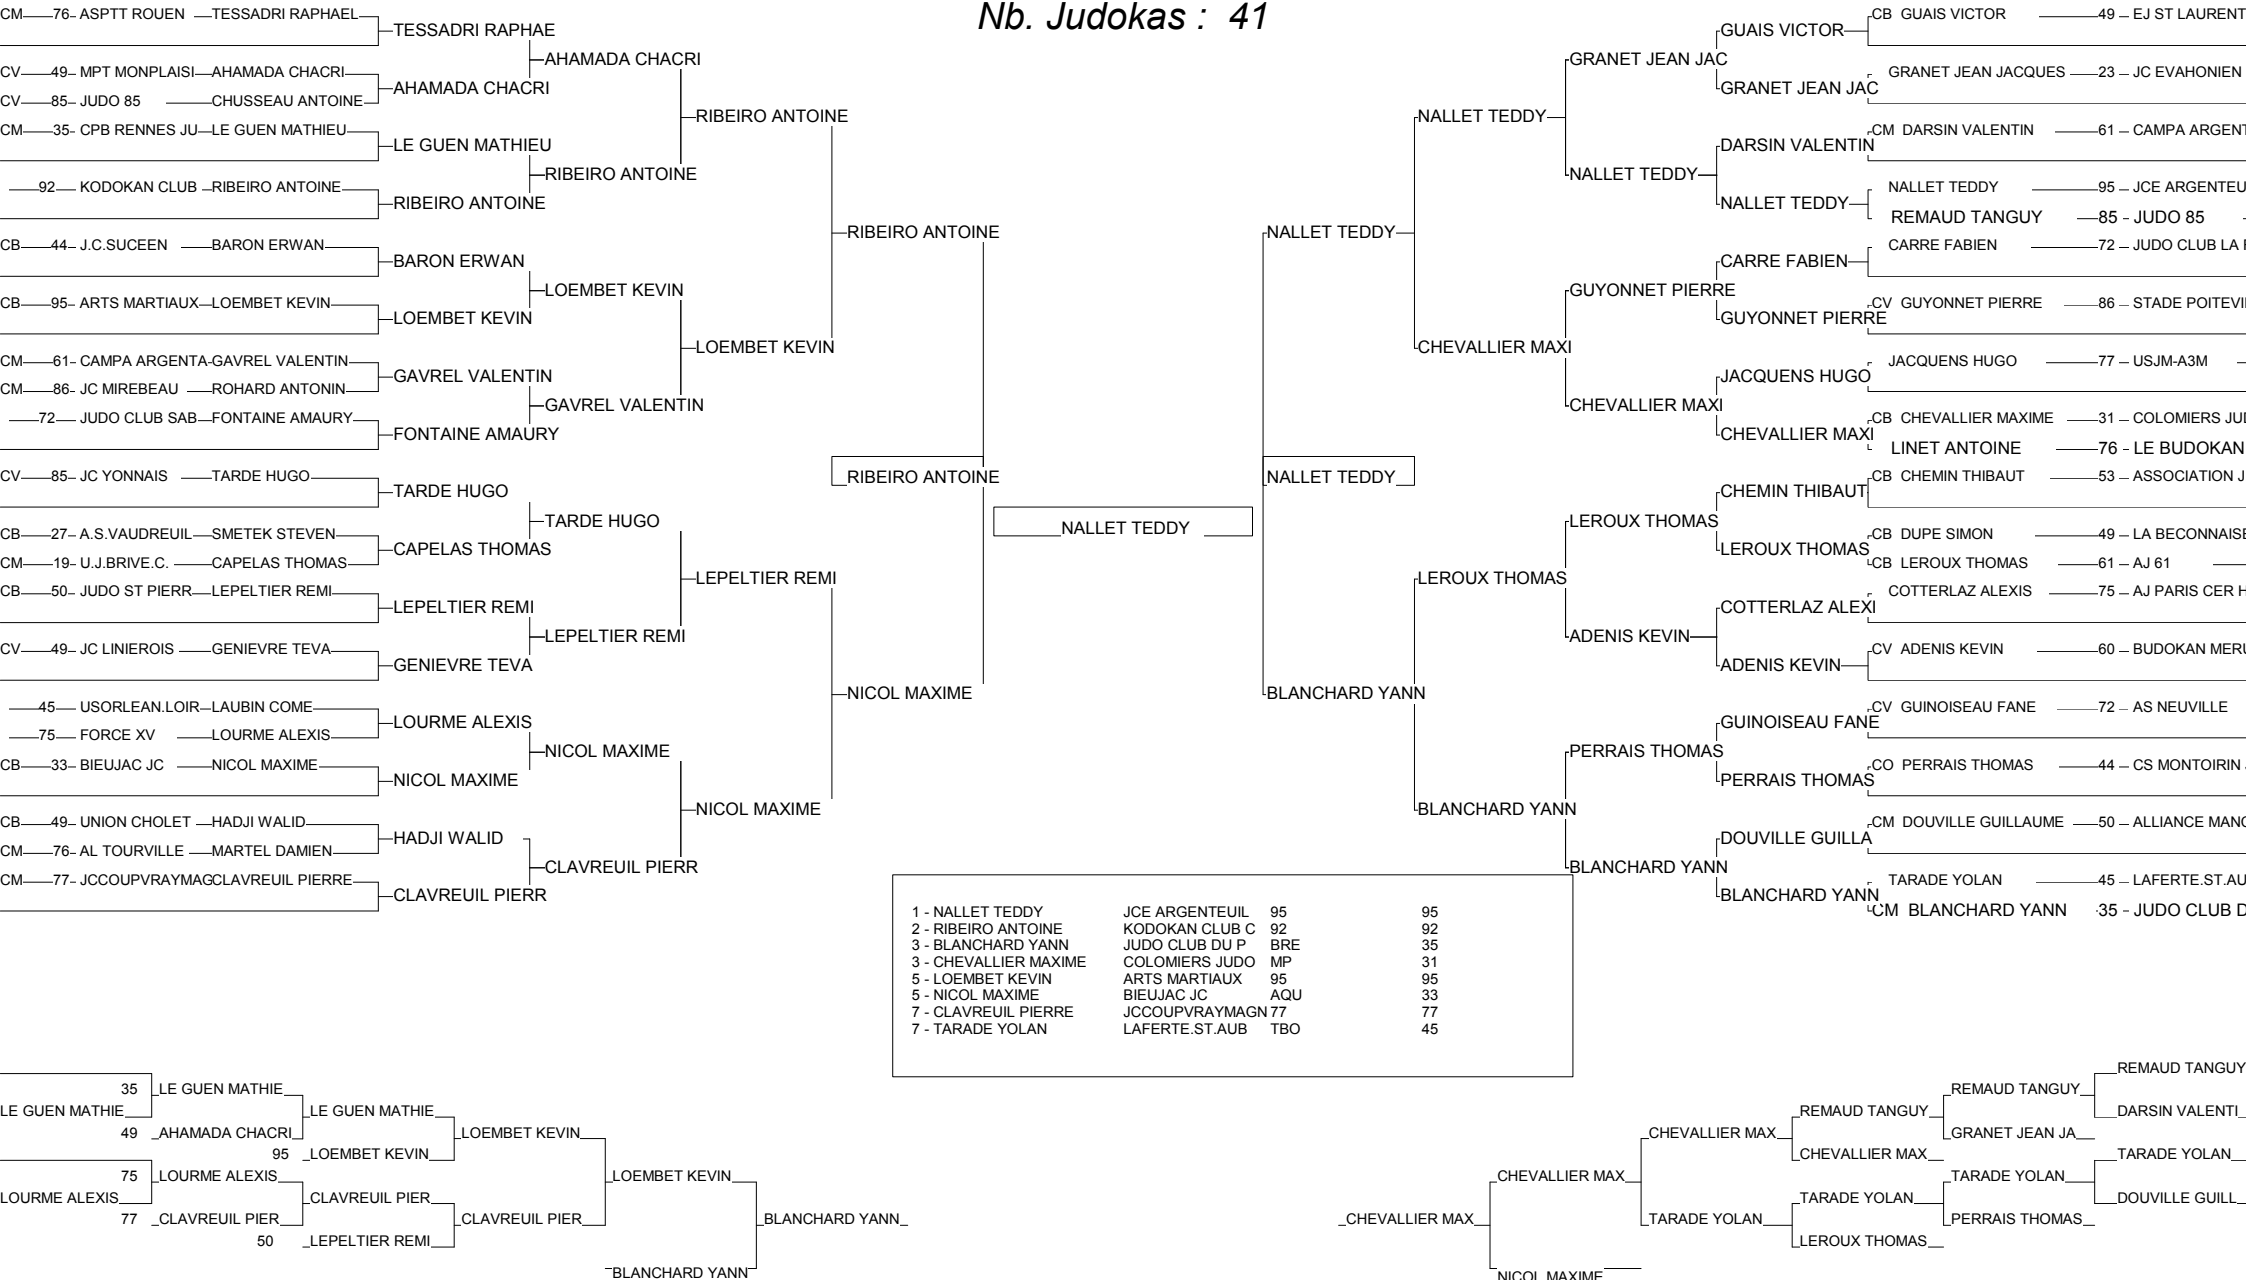 Nb. Judokas : 41
CM 76 ASPTT ROUEN TESSADRI RAPHAEL
CV 49 MPT MONPLAISI AHAMADA CHACRI
CV 85 JUDO 85 CHUSSEAU ANTOINE
CM 35 CPB RENNES JU LE GUEN MATHIEU
92 KODOKAN CLUB RIBEIRO ANTOINE
CB 44 J.C.SUCEEN BARON ERWAN
CB 95 ARTS MARTIAUX LOEMBET KEVIN
CM 61 CAMPA ARGENTA GAVREL VALENTIN
CM 86 JC MIREBEAU ROHARD ANTONIN
72 JUDO CLUB SAB FONTAINE AMAURY
CV 85 JC YONNAIS TARDE HUGO
CB 27 A.S.VAUDREUIL SMETEK STEVEN
CM 19 U.J.BRIVE.C. CAPELAS THOMAS
CB 50 JUDO ST PIERR LEPELTIER REMI
CV 49 JC LINIEROIS GENIEVRE TEVA
45 USORLEAN.LOIR LAUBIN COME
75 FORCE XV LOURME ALEXIS
CB 33 BIEUJAC JC NICOL MAXIME
CB 49 UNION CHOLET HADJI WALID
CM 76 AL TOURVILLE MARTEL DAMIEN
CM 77 JCCOUPVRAYMAG CLAVREUIL PIERRE
TESSADRI RAPHAE
AHAMADA CHACRI
LE GUEN MATHIEU
RIBEIRO ANTOINE
BARON ERWAN
LOEMBET KEVIN
GAVREL VALENTIN
FONTAINE AMAURY
TARDE HUGO
CAPELAS THOMAS
LEPELTIER REMI
GENIEVRE TEVA
LOURME ALEXIS
NICOL MAXIME
HADJI WALID
CLAVREUIL PIERR
AHAMADA CHACRI
RIBEIRO ANTOINE
LOEMBET KEVIN
GAVREL VALENTIN
TARDE HUGO
LEPELTIER REMI
NICOL MAXIME
CLAVREUIL PIERR
RIBEIRO ANTOINE
LOEMBET KEVIN
LEPELTIER REMI
NICOL MAXIME
RIBEIRO ANTOINE
NICOL MAXIME
RIBEIRO ANTOINE
NALLET TEDDY
NALLET TEDDY
NALLET TEDDY
BLANCHARD YANN
NALLET TEDDY
CHEVALLIER MAXI
LEROUX THOMAS
BLANCHARD YANN
GRANET JEAN JAC
NALLET TEDDY
GUYONNET PIERRE
CHEVALLIER MAXI
LEROUX THOMAS
ADENIS KEVIN
PERRAIS THOMAS
BLANCHARD YANN
GUAIS VICTOR
GRANET JEAN JAC
DARSIN VALENTIN
NALLET TEDDY
CARRE FABIEN
GUYONNET PIERRE
JACQUENS HUGO
CHEVALLIER MAXI
CHEMIN THIBAUT
LEROUX THOMAS
COTTERLAZ ALEXI
ADENIS KEVIN
GUINOISEAU FANE
PERRAIS THOMAS
DOUVILLE GUILLA
BLANCHARD YANN
CB GUAIS VICTOR 49 EJ ST LAURENT
GRANET JEAN JACQUES 23 JC EVAHONIEN
CM DARSIN VALENTIN 61 CAMPA ARGENT
NALLET TEDDY 95 JCE ARGENTEU
REMAUD TANGUY 85 JUDO 85
CARRE FABIEN 72 JUDO CLUB LA
CV GUYONNET PIERRE 86 STADE POITEVI
JACQUENS HUGO 77 USJM-A3M
CB CHEVALLIER MAXIME 31 COLOMIERS JU
LINET ANTOINE 76 LE BUDOKAN
CB CHEMIN THIBAUT 53 ASSOCIATION J
CB DUPE SIMON 49 LA BECONNAISE
CB LEROUX THOMAS 61 AJ 61
COTTERLAZ ALEXIS 75 AJ PARIS CER H
CV ADENIS KEVIN 60 BUDOKAN MERU
CV GUINOISEAU FANE 72 AS NEUVILLE
CO PERRAIS THOMAS 44 CS MONTOIRIN
CM DOUVILLE GUILLAUME 50 ALLIANCE MANC
TARADE YOLAN 45 LAFERTE.ST.AU
CM BLANCHARD YANN 35 JUDO CLUB D
1 - NALLET TEDDY JCE ARGENTEUIL 95 95
2 - RIBEIRO ANTOINE KODOKAN CLUB C 92 92
3 - BLANCHARD YANN JUDO CLUB DU P BRE 35
3 - CHEVALLIER MAXIME COLOMIERS JUDO MP 31
5 - LOEMBET KEVIN ARTS MARTIAUX 95 95
5 - NICOL MAXIME BIEUJAC JC AQU 33
7 - CLAVREUIL PIERRE JCCOUPVRAYMAGN 77 77
7 - TARADE YOLAN LAFERTE.ST.AUB TBO 45
LE GUEN MATHIE
LOURME ALEXIS
35 LE GUEN MATHIE
49 AHAMADA CHACRI
75 LOURME ALEXIS
77 CLAVREUIL PIER
LE GUEN MATHIE
95 LOEMBET KEVIN
CLAVREUIL PIER
50 LEPELTIER REMI
LOEMBET KEVIN
CLAVREUIL PIER
LOEMBET KEVIN
BLANCHARD YANN
BLANCHARD YANN
CHEVALLIER MAX
CHEVALLIER MAX
NICOL MAXIME
CHEVALLIER MAX
TARADE YOLAN
REMAUD TANGUY
CHEVALLIER MAX
TARADE YOLAN
LEROUX THOMAS
REMAUD TANGUY
GRANET JEAN JA
TARADE YOLAN
PERRAIS THOMAS
REMAUD TANGUY
DARSIN VALENTI
TARADE YOLAN
DOUVILLE GUILL